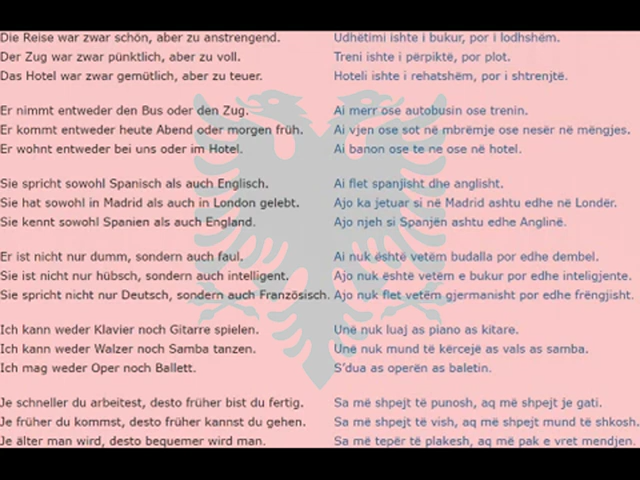 Die Reise war zwar schön, aber zu anstrengend. Udhëtimi ishte i bukur, por i lodhshëm.
Der Zug war zwar pünktlich, aber zu voll. Treni ishte i përpiktë, por plot.
Das Hotel war zwar gemütlich, aber zu teuer. Hoteli ishte i rehatshëm, por i shtrenjtë.
Er nimmt entweder den Bus oder den Zug. Ai merr ose autobusin ose trenin.
Er kommt entweder heute Abend oder morgen früh. Ai vjen ose sot në mbrëmje ose nesër në mëngjes.
Er wohnt entweder bei uns oder im Hotel. Ai banon ose te ne ose në hotel.
Sie spricht sowohl Spanisch als auch Englisch. Ai flet spanjisht dhe anglisht.
Sie hat sowohl in Madrid als auch in London gelebt. Ajo ka jetuar si në Madrid ashtu edhe në Londër.
Sie kennt sowohl Spanien als auch England. Ajo njeh si Spanjën ashtu edhe Anglinë.
Er ist nicht nur dumm, sondern auch faul. Ai nuk është vetëm budalla por edhe dembel.
Sie ist nicht nur hübsch, sondern auch intelligent. Ajo nuk është vetëm e bukur por edhe inteligjente.
Sie spricht nicht nur Deutsch, sondern auch Französisch. Ajo nuk flet vetëm gjermanisht por edhe frëngjisht.
Ich kann weder Klavier noch Gitarre spielen. Unë nuk luaj as piano as kitare.
Ich kann weder Walzer noch Samba tanzen. Unë nuk mund të kërcejë as vals as samba.
Ich mag weder Oper noch Ballett. S'dua as operën as baletin.
Je schneller du arbeitest, desto früher bist du fertig. Sa më shpejt të punosh, aq më shpejt je gati.
Je früher du kommst, desto früher kannst du gehen. Sa më shpejt të vish, aq më shpejt mund të shkosh.
Je älter man wird, desto bequemer wird man. Sa më tepër të plakesh, aq më pak e vret mendjen.